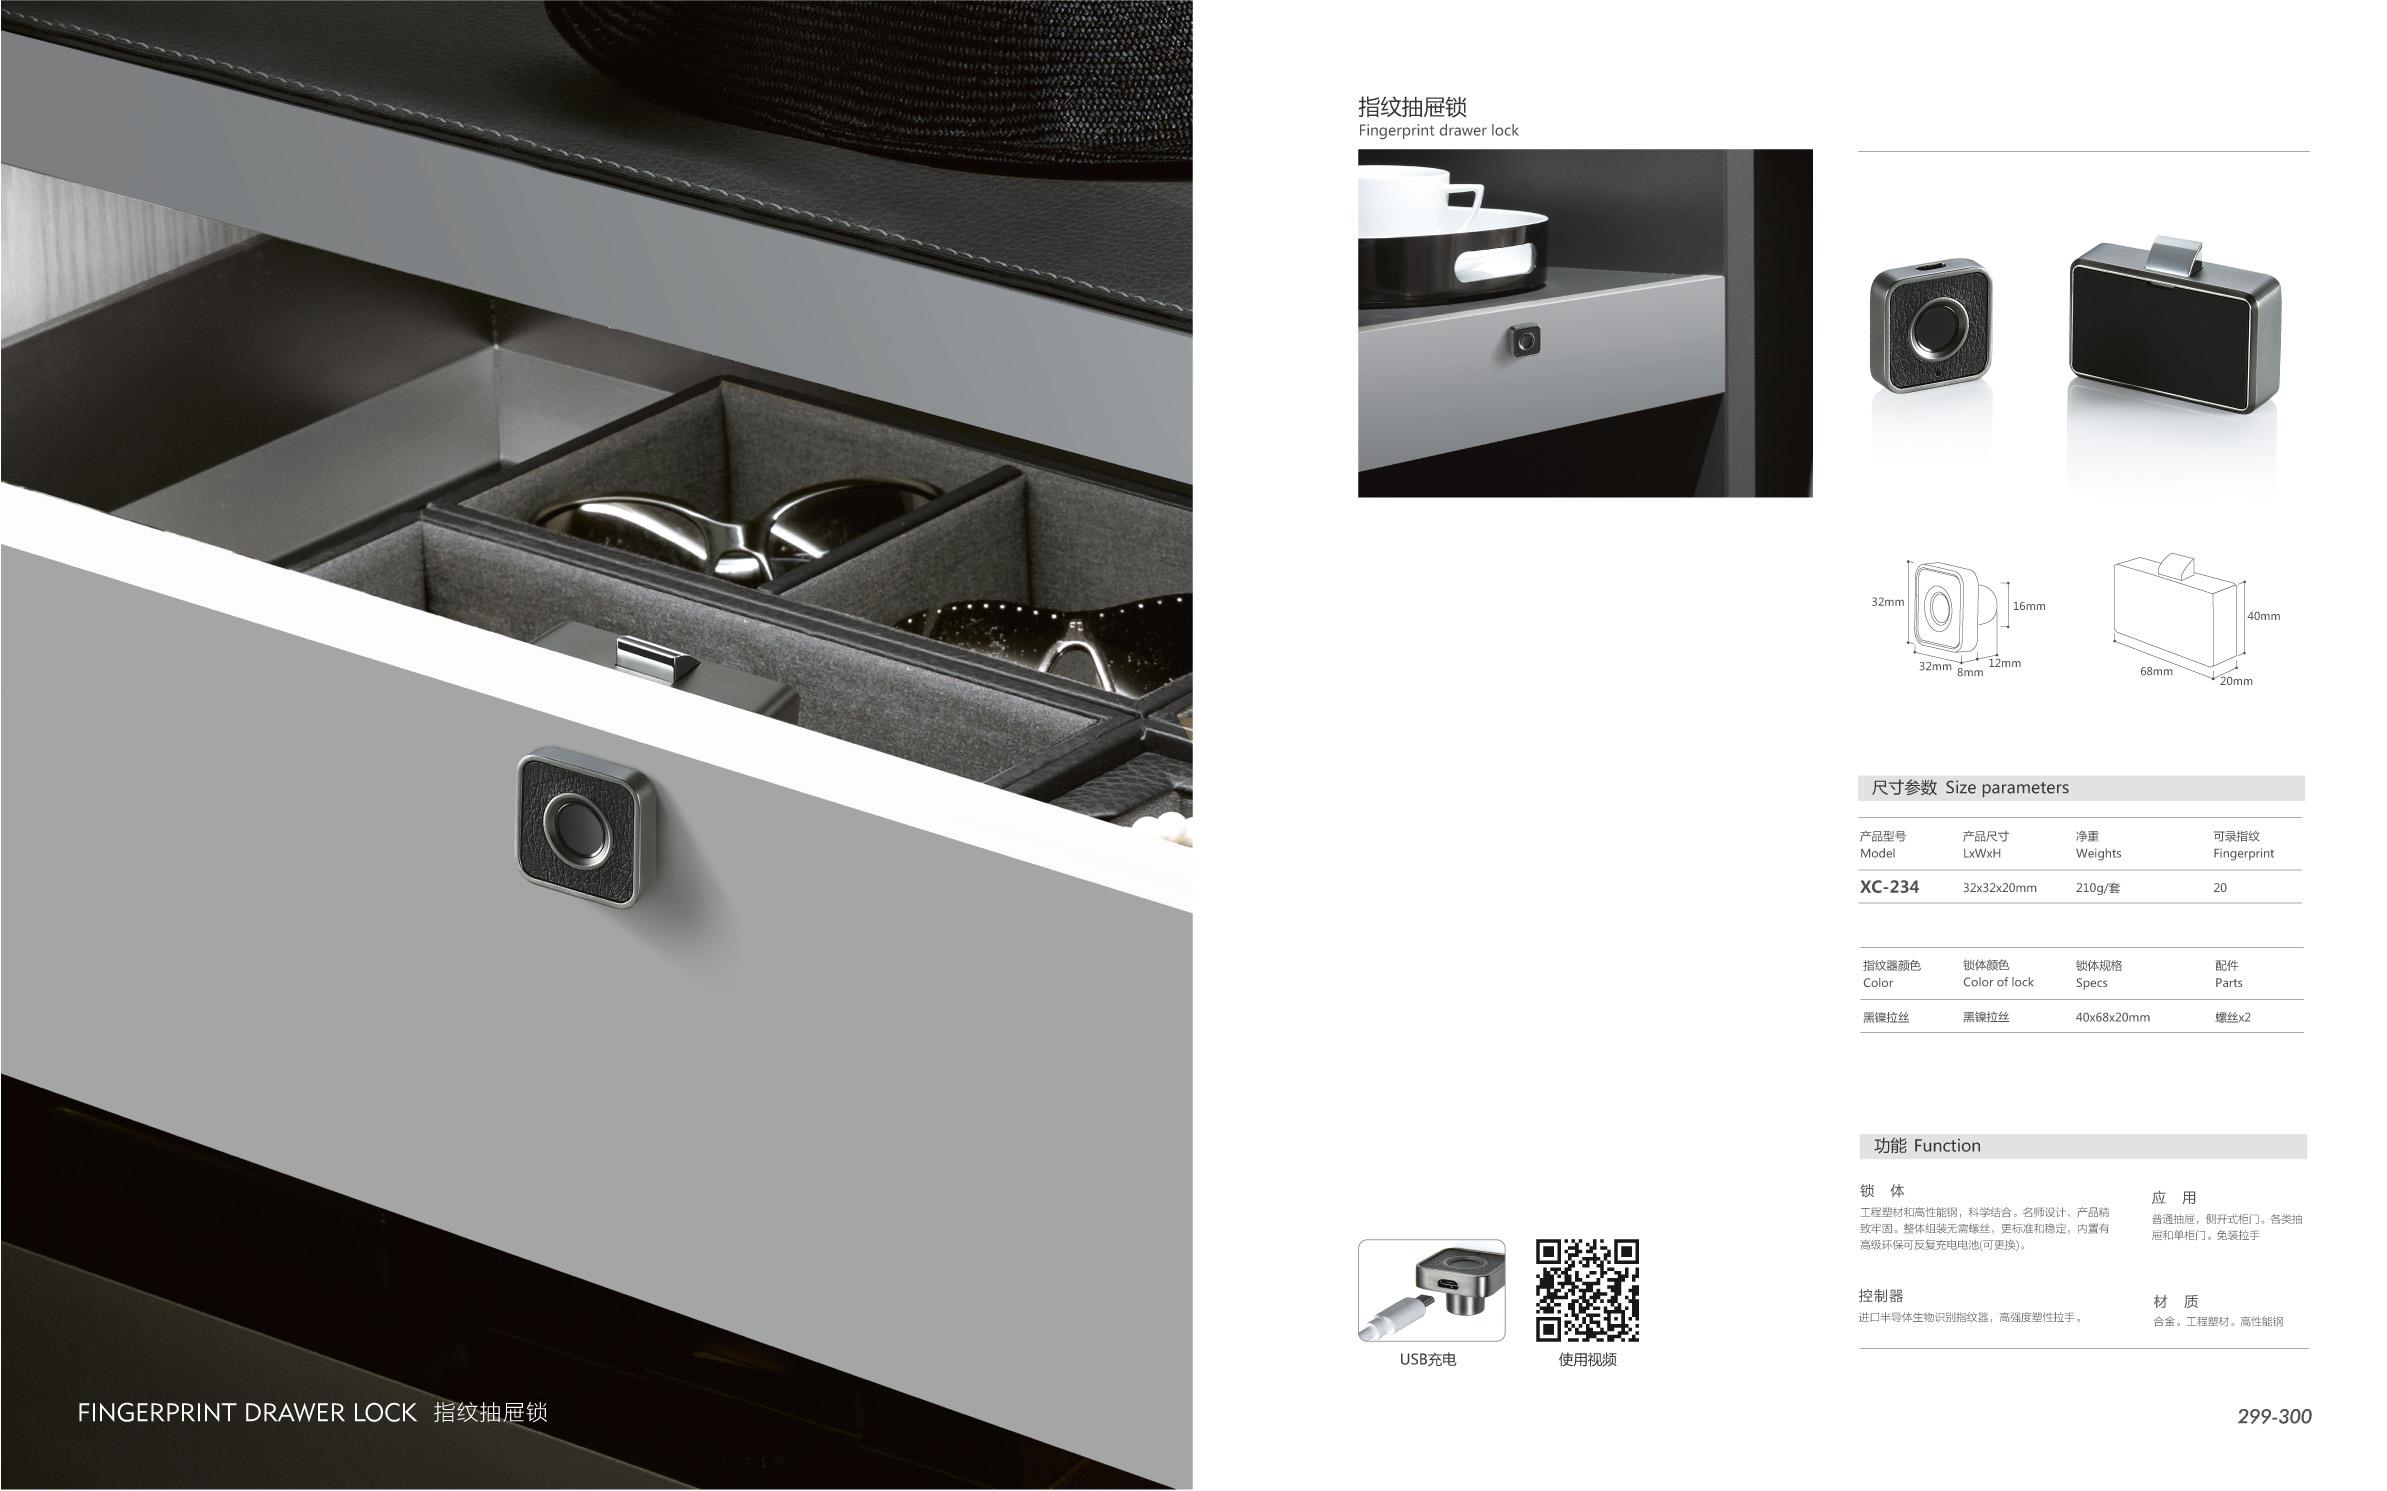 FINGERPRINT DRAWER LOCK 指纹抽屉锁
指纹抽屉锁
Fingerprint drawer lock
32mm
16mm
32mm
8mm
12mm
40mm
68mm
20mm
尺寸参数 Size parameters
产品型号 产品尺寸 净重 可录指纹
Model LxWxH Weights Fingerprint
XC-234 32x32x20mm 210g/套 20
指纹器颜色 锁体颜色 锁体规格 配件
Color Color of lock Specs Parts
黑镍拉丝 黑镍拉丝 40x68x20mm 螺丝x2
功能 Function
锁 体
工程塑材和高性能钢，科学结合。名师设计、产品精
致牢固。整体组装无需螺丝，更标准和稳定，内置有
高级环保可反复充电电池(可更换)。
应 用
普通抽屉，侧开式柜门。各类抽
屉和单柜门。免装拉手
控制器
进口半导体生物识别指纹器，高强度塑性拉手。
材 质
合金。工程塑材。高性能钢
USB充电
使用视频
299-300